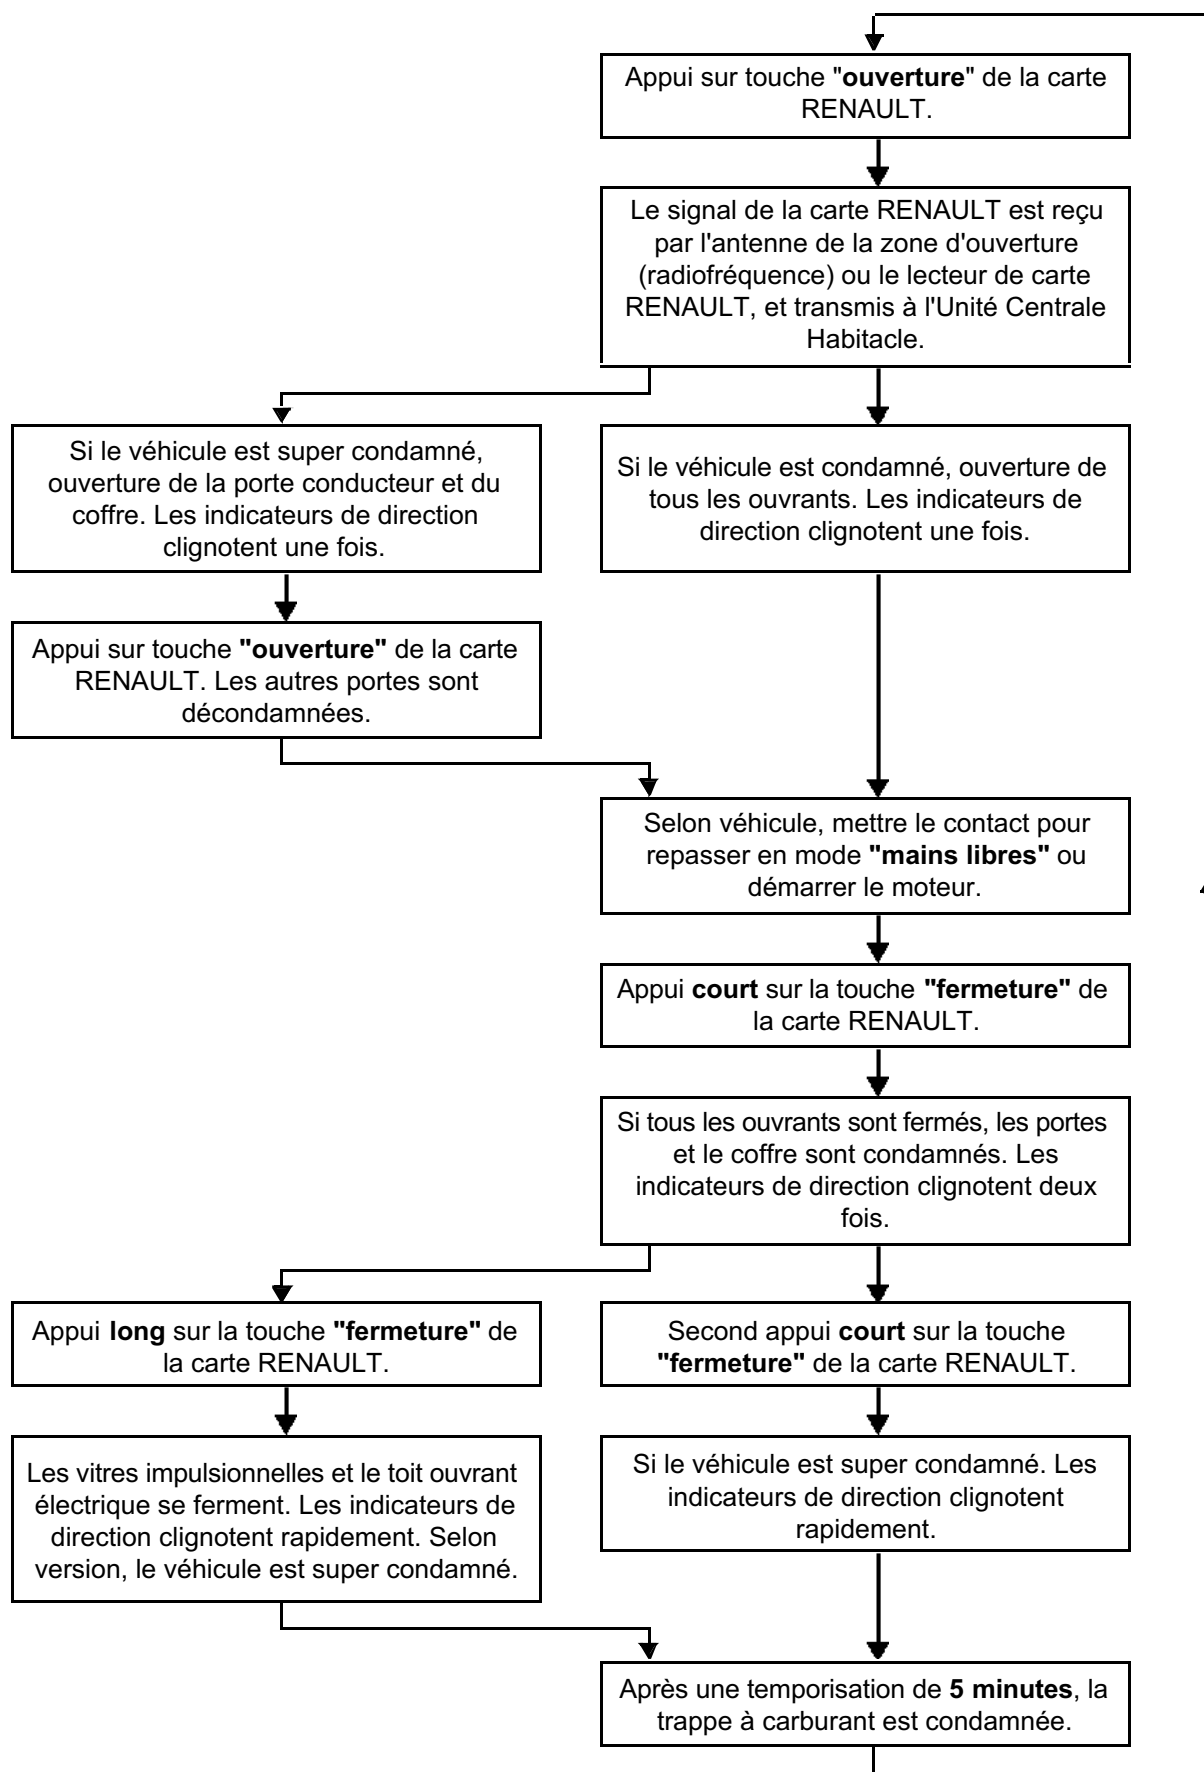 Appui sur touche "ouverture" de la carte
RENAULT.
Le signal de la carte RENAULT est reçu
par l'antenne de la zone d'ouverture
(radiofréquence) ou le lecteur de carte
RENAULT, et transmis à l'Unité Centrale
Habitacle.
Si le véhicule est super condamné,
ouverture de la porte conducteur et du
coffre. Les indicateurs de direction
clignotent une fois.
Si le véhicule est condamné, ouverture de
tous les ouvrants. Les indicateurs de
direction clignotent une fois.
Appui sur touche "ouverture" de la carte
RENAULT. Les autres portes sont
décondamnées.
Selon véhicule, mettre le contact pour
repasser en mode "mains libres" ou
démarrer le moteur.
Appui court sur la touche "fermeture" de
la carte RENAULT.
Si tous les ouvrants sont fermés, les portes
et le coffre sont condamnés. Les
indicateurs de direction clignotent deux
fois.
Appui long sur la touche "fermeture" de
la carte RENAULT.
Second appui court sur la touche
"fermeture" de la carte RENAULT.
Les vitres impulsionnelles et le toit ouvrant
électrique se ferment. Les indicateurs de
direction clignotent rapidement. Selon
version, le véhicule est super condamné.
Si le véhicule est super condamné. Les
indicateurs de direction clignotent
rapidement.
Après une temporisation de 5 minutes, la
trappe à carburant est condamnée.